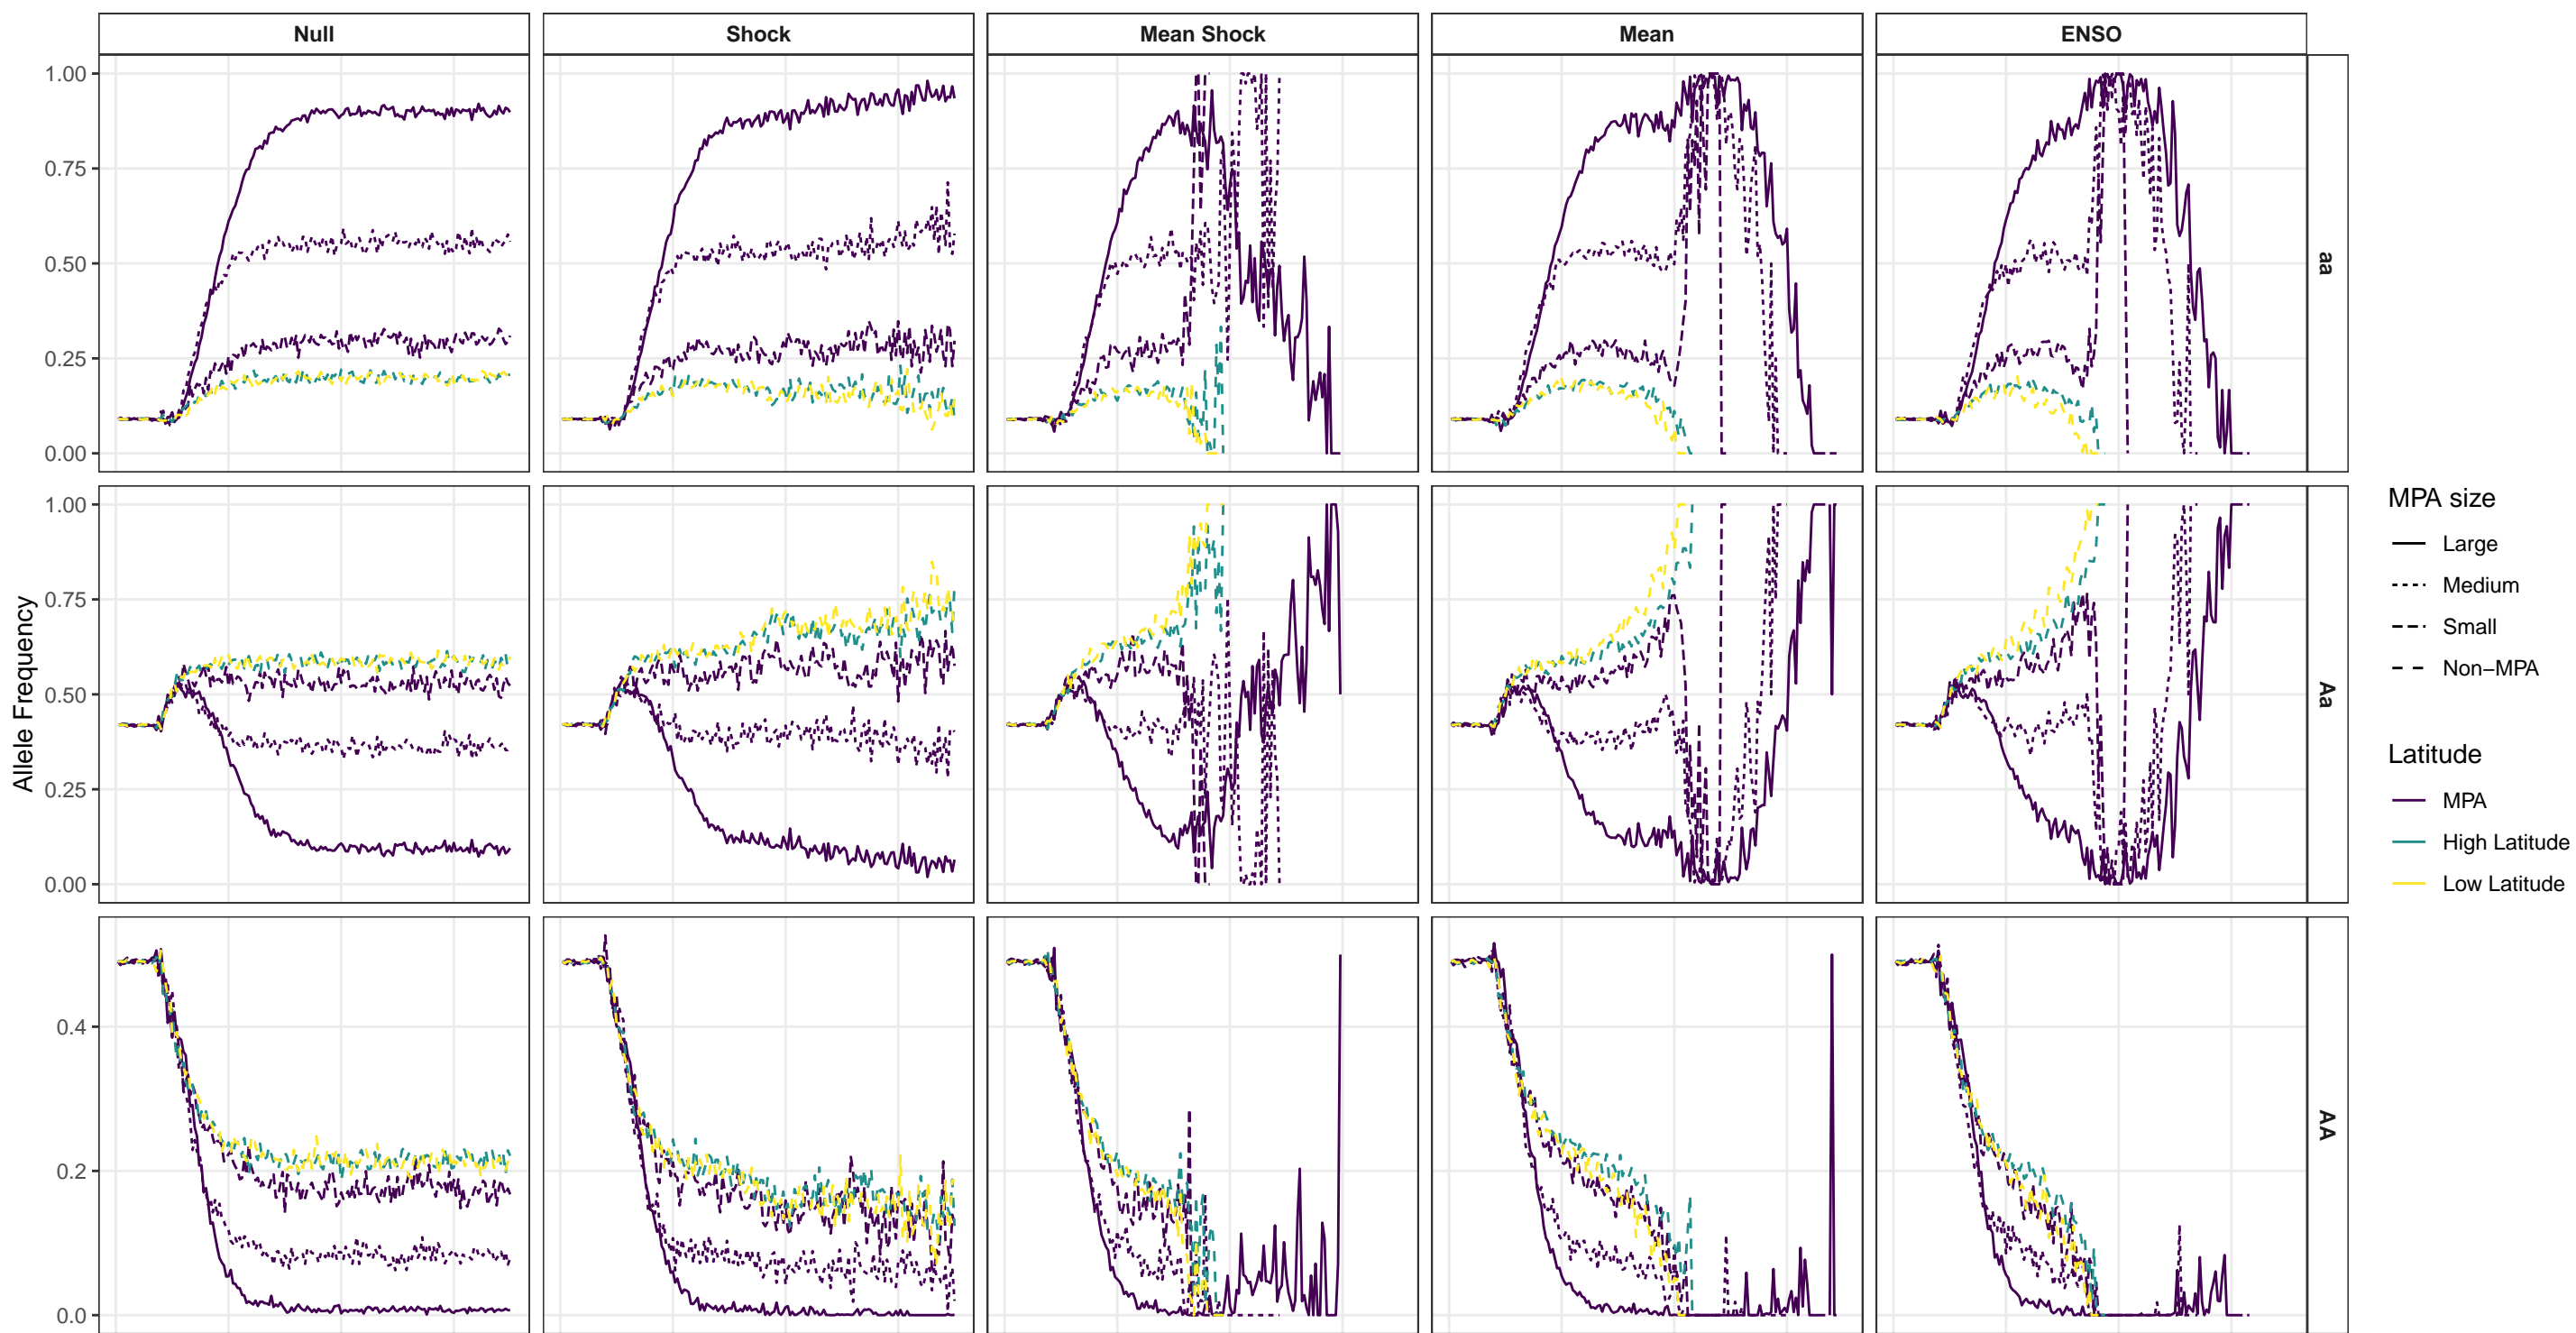 Null
Shock
Mean Shock
Mean
ENSO
1.00
0.75
0.50
0.25
0.00
aa
1.00
0.75
0.50
0.25
0.00
Aa
0.4
0.2
0.0
AA
Allele Frequency
MPA size
Large
Medium
Small
Non−MPA
Latitude
MPA
High Latitude
Low Latitude